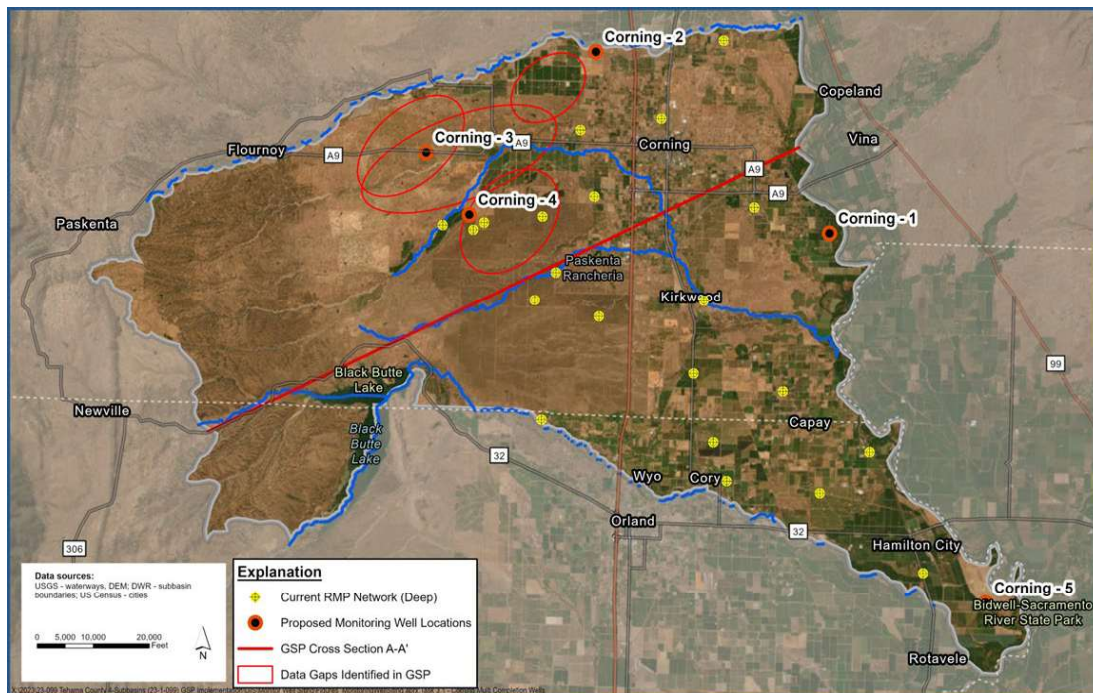 Corning - 2
Copeland
Vina
Corning - 3
Flournoy
A9
A9
Corning
A9
A9
Corning - 4
Paskenta
Corning - 1
Paskenta
Rancheria
Kirkwood
Black Butte
Lake
99
Newville
Black
Butte
Lake
Capay
32
Wyo
Cory
Orland
32
306
Hamilton City
Corning - 5
Bidwell-Sacramento
River State Park
Rotavele
Data sources:
USGS - waterways, DEM; DWR - subbasin
boundaries; US Census - cities
0 5,000 10,000 20,000
Feet
N
Explanation
Current RMP Network (Deep)
Proposed Monitoring Well Locations
GSP Cross Section A-A'
Data Gaps Identified in GSP